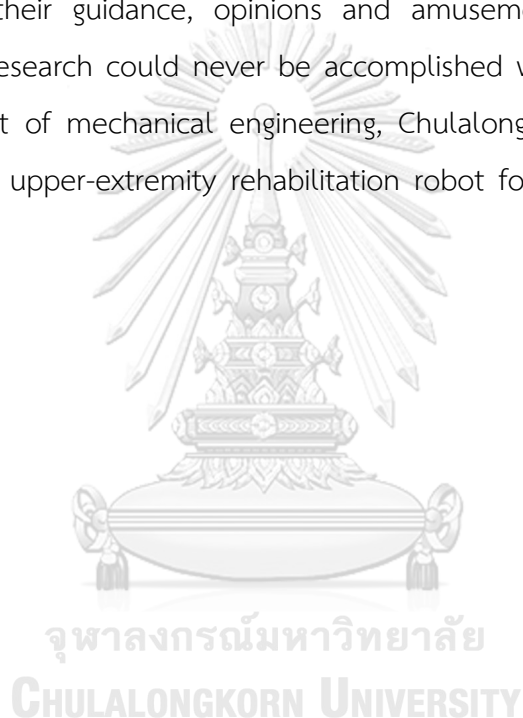 their guidance, opinions and amuseme
esearch could never be accomplished w
t of mechanical engineering, Chulalong
upper-extremity rehabilitation robot fo
จุฬาลงกรณ์มหาวิทยาลัย
CHULALONGKORN UNIVERSITY